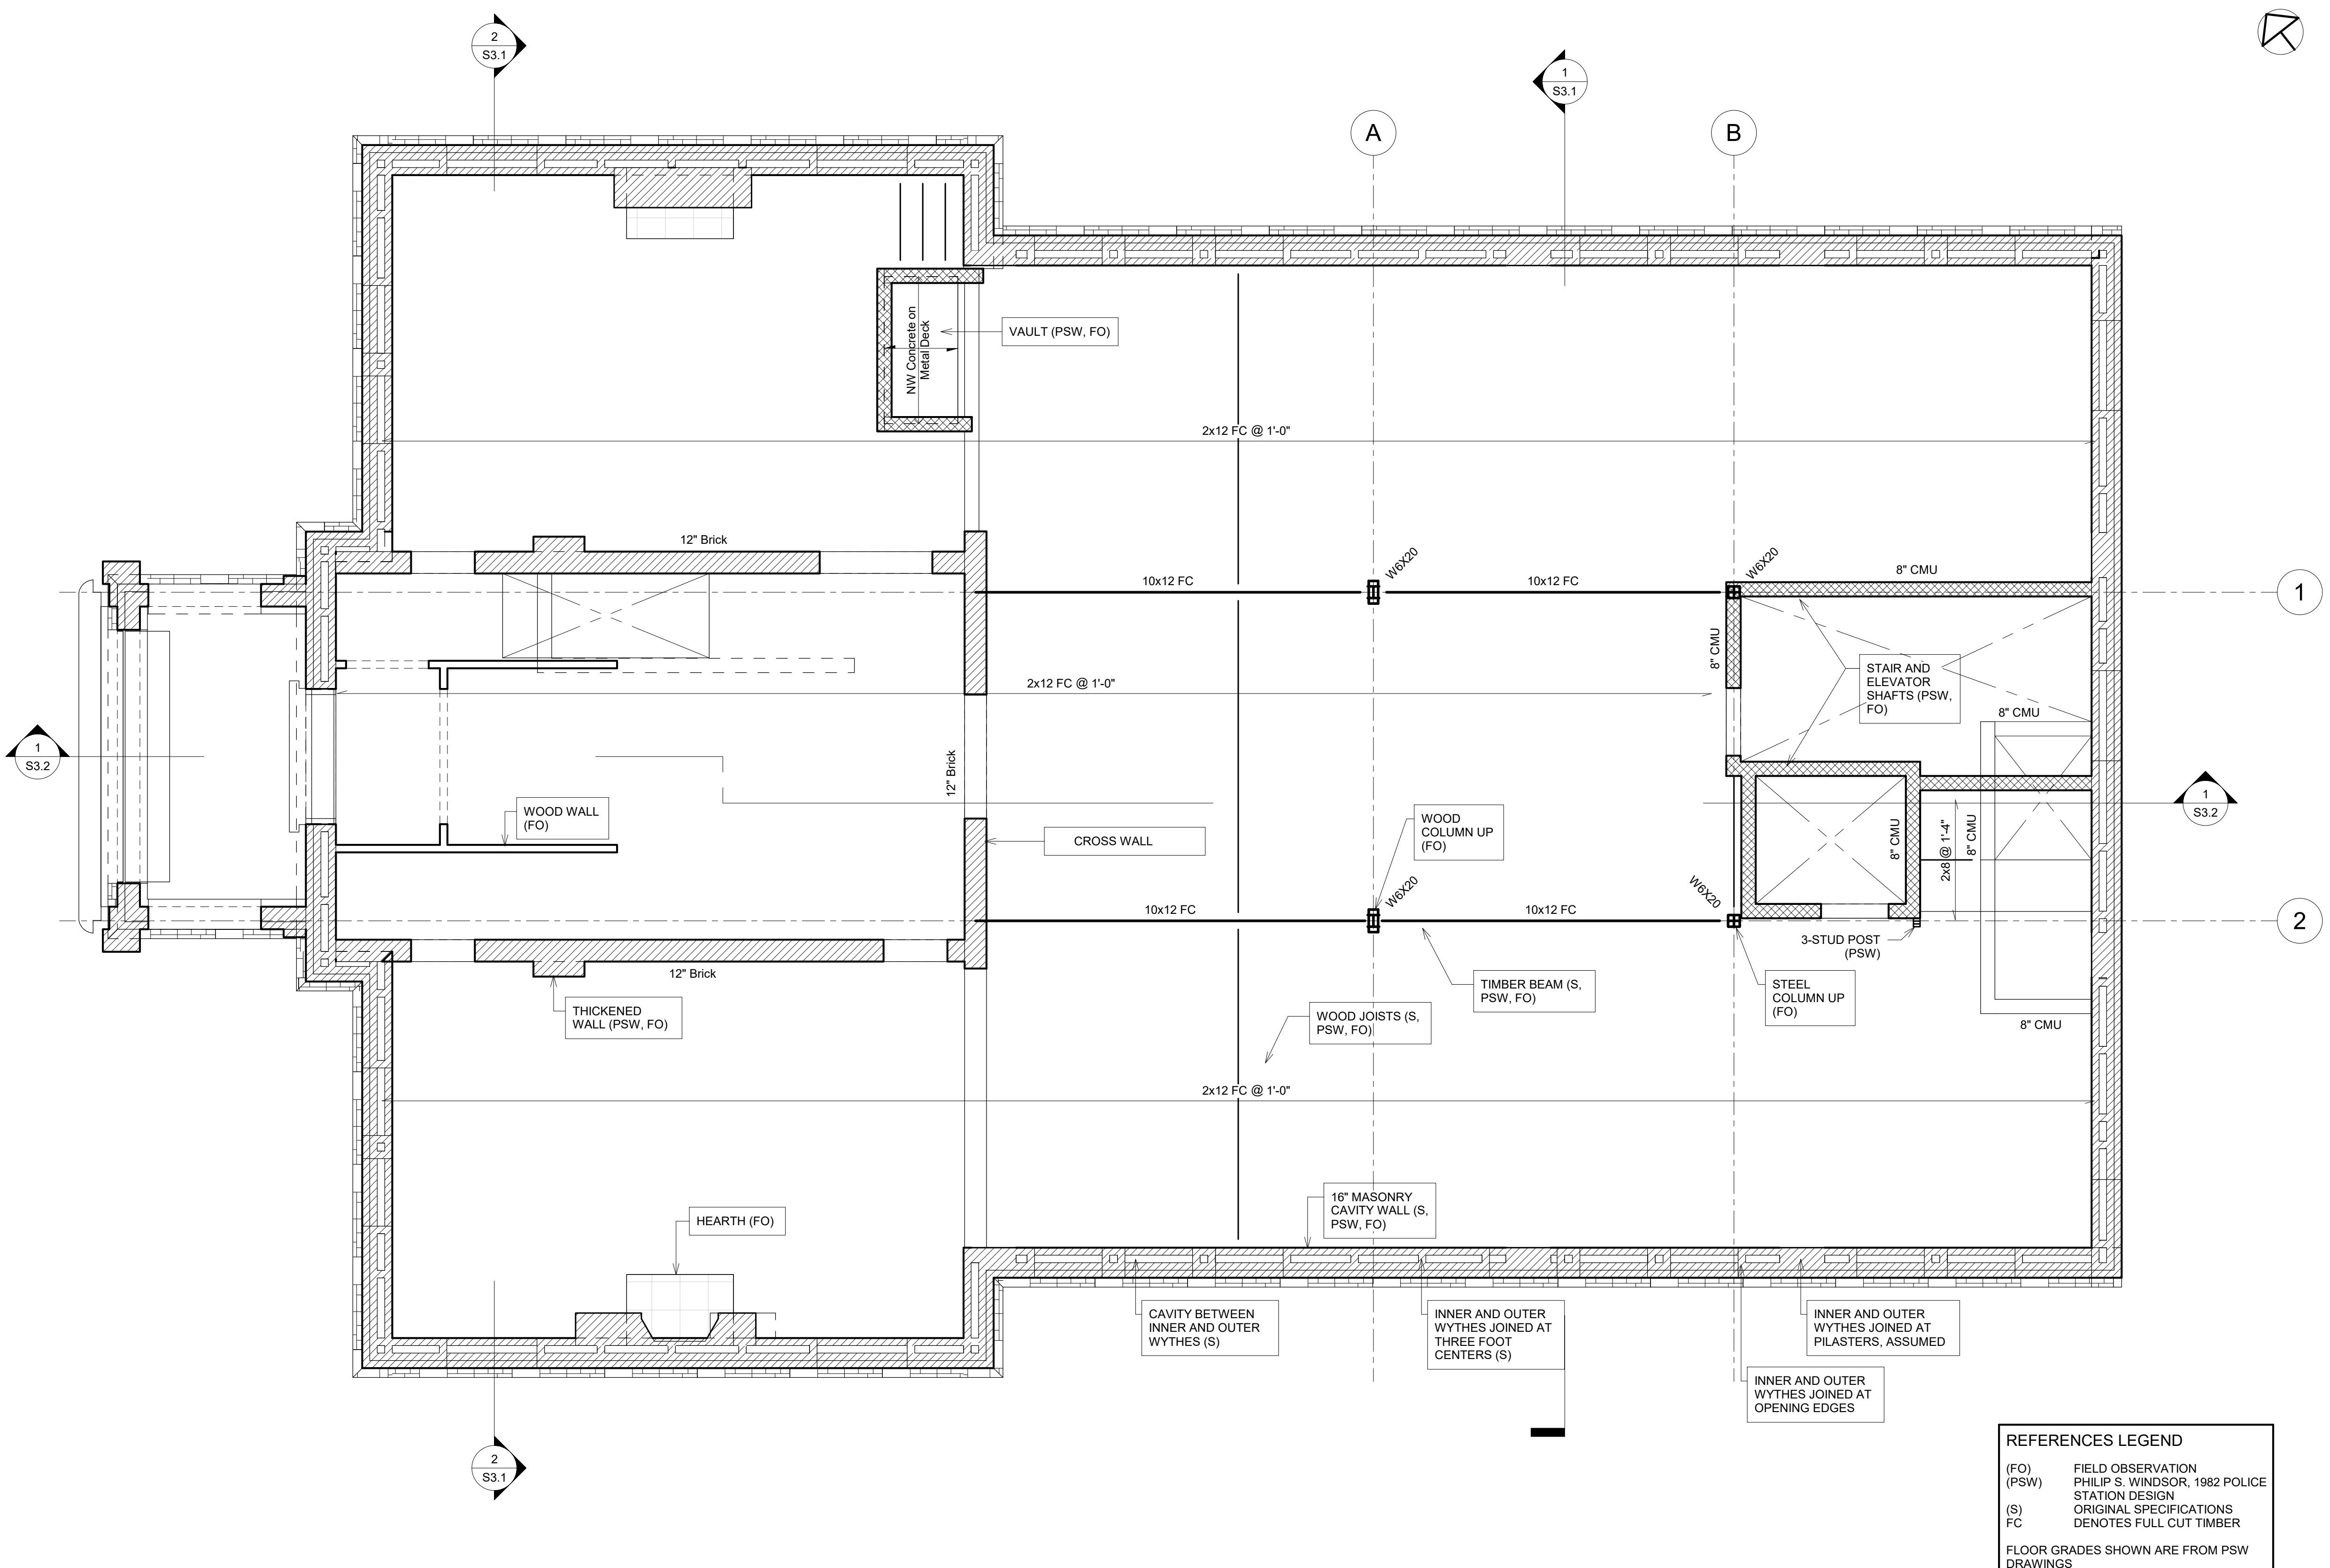 2
S3.1
1
S3.1
A
B
NW Concrete on
Metal Deck
VAULT (PSW, FO)
2x12 FC @ 1'-0"
12" Brick
10x12 FC
W6X20
10x12 FC
W6X20
8" CMU
1
8" CMU
STAIR AND
ELEVATOR
SHAFTS (PSW,
FO)
2x12 FC @ 1'-0"
8" CMU
1
S3.2
12" Brick
WOOD WALL
(FO)
CROSS WALL
WOOD
COLUMN UP
(FO)
8" CMU
2x8 @ 1'-4"
8" CMU
1
S3.2
10x12 FC
W6X20
10x12 FC
W6X20
2
3-STUD POST
(PSW)
12" Brick
THICKENED
WALL (PSW, FO)
WOOD JOISTS (S,
PSW, FO)
TIMBER BEAM (S,
PSW, FO)
STEEL
COLUMN UP
(FO)
8" CMU
2x12 FC @ 1'-0"
HEARTH (FO)
16" MASONRY
CAVITY WALL (S,
PSW, FO)
CAVITY BETWEEN
INNER AND OUTER
WYTHES (S)
INNER AND OUTER
WYTHES JOINED AT
THREE FOOT
CENTERS (S)
INNER AND OUTER
WYTHES JOINED AT
PILASTERS, ASSUMED
INNER AND OUTER
WYTHES JOINED AT
OPENING EDGES
2
S3.1
REFERENCES LEGEND
(FO) FIELD OBSERVATION
(PSW) PHILIP S. WINDSOR, 1982 POLICE
STATION DESIGN
(S) ORIGINAL SPECIFICATIONS
FC DENOTES FULL CUT TIMBER
FLOOR GRADES SHOWN ARE FROM PSW
DRAWINGS